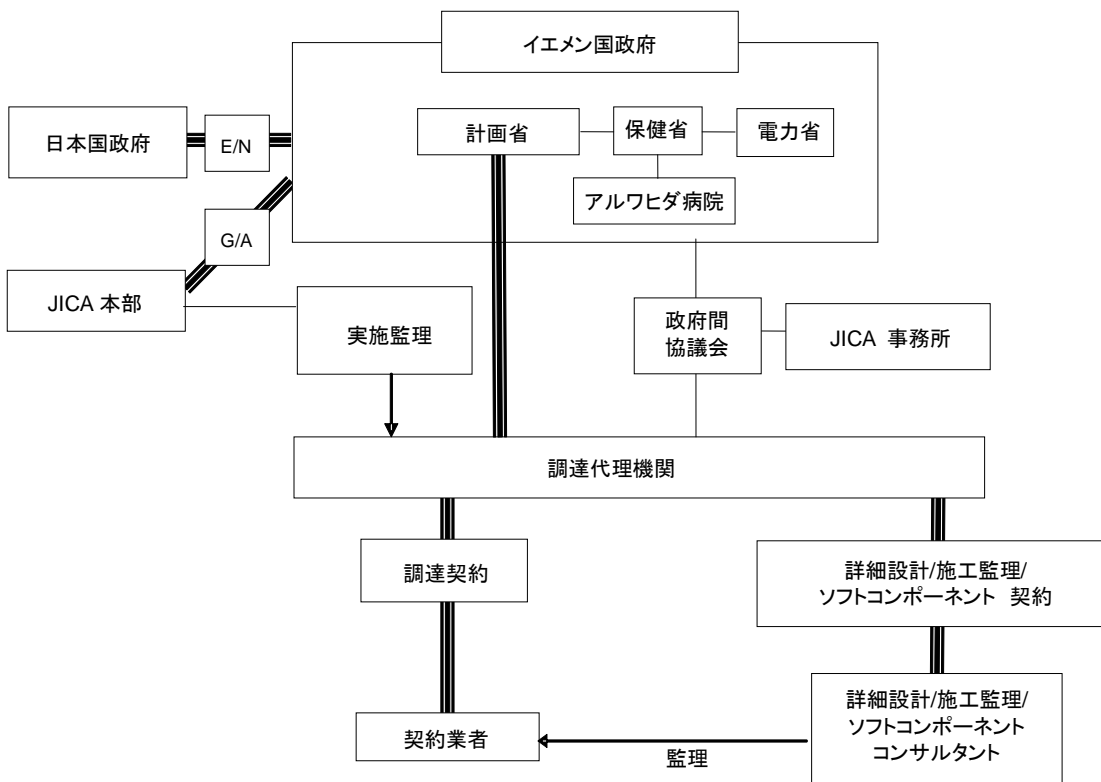 イエメン国政府
日本国政府
E/N
計画省
保健省
電力省
アルワヒダ病院
G/A
JICA 本部
実施監理
政府間
協議会
JICA 事務所
調達代理機関
調達契約
詳細設計/施工監理/
ソフトコンポーネント 契約
契約業者
監理
詳細設計/施工監理/
ソフトコンポーネント
コンサルタント